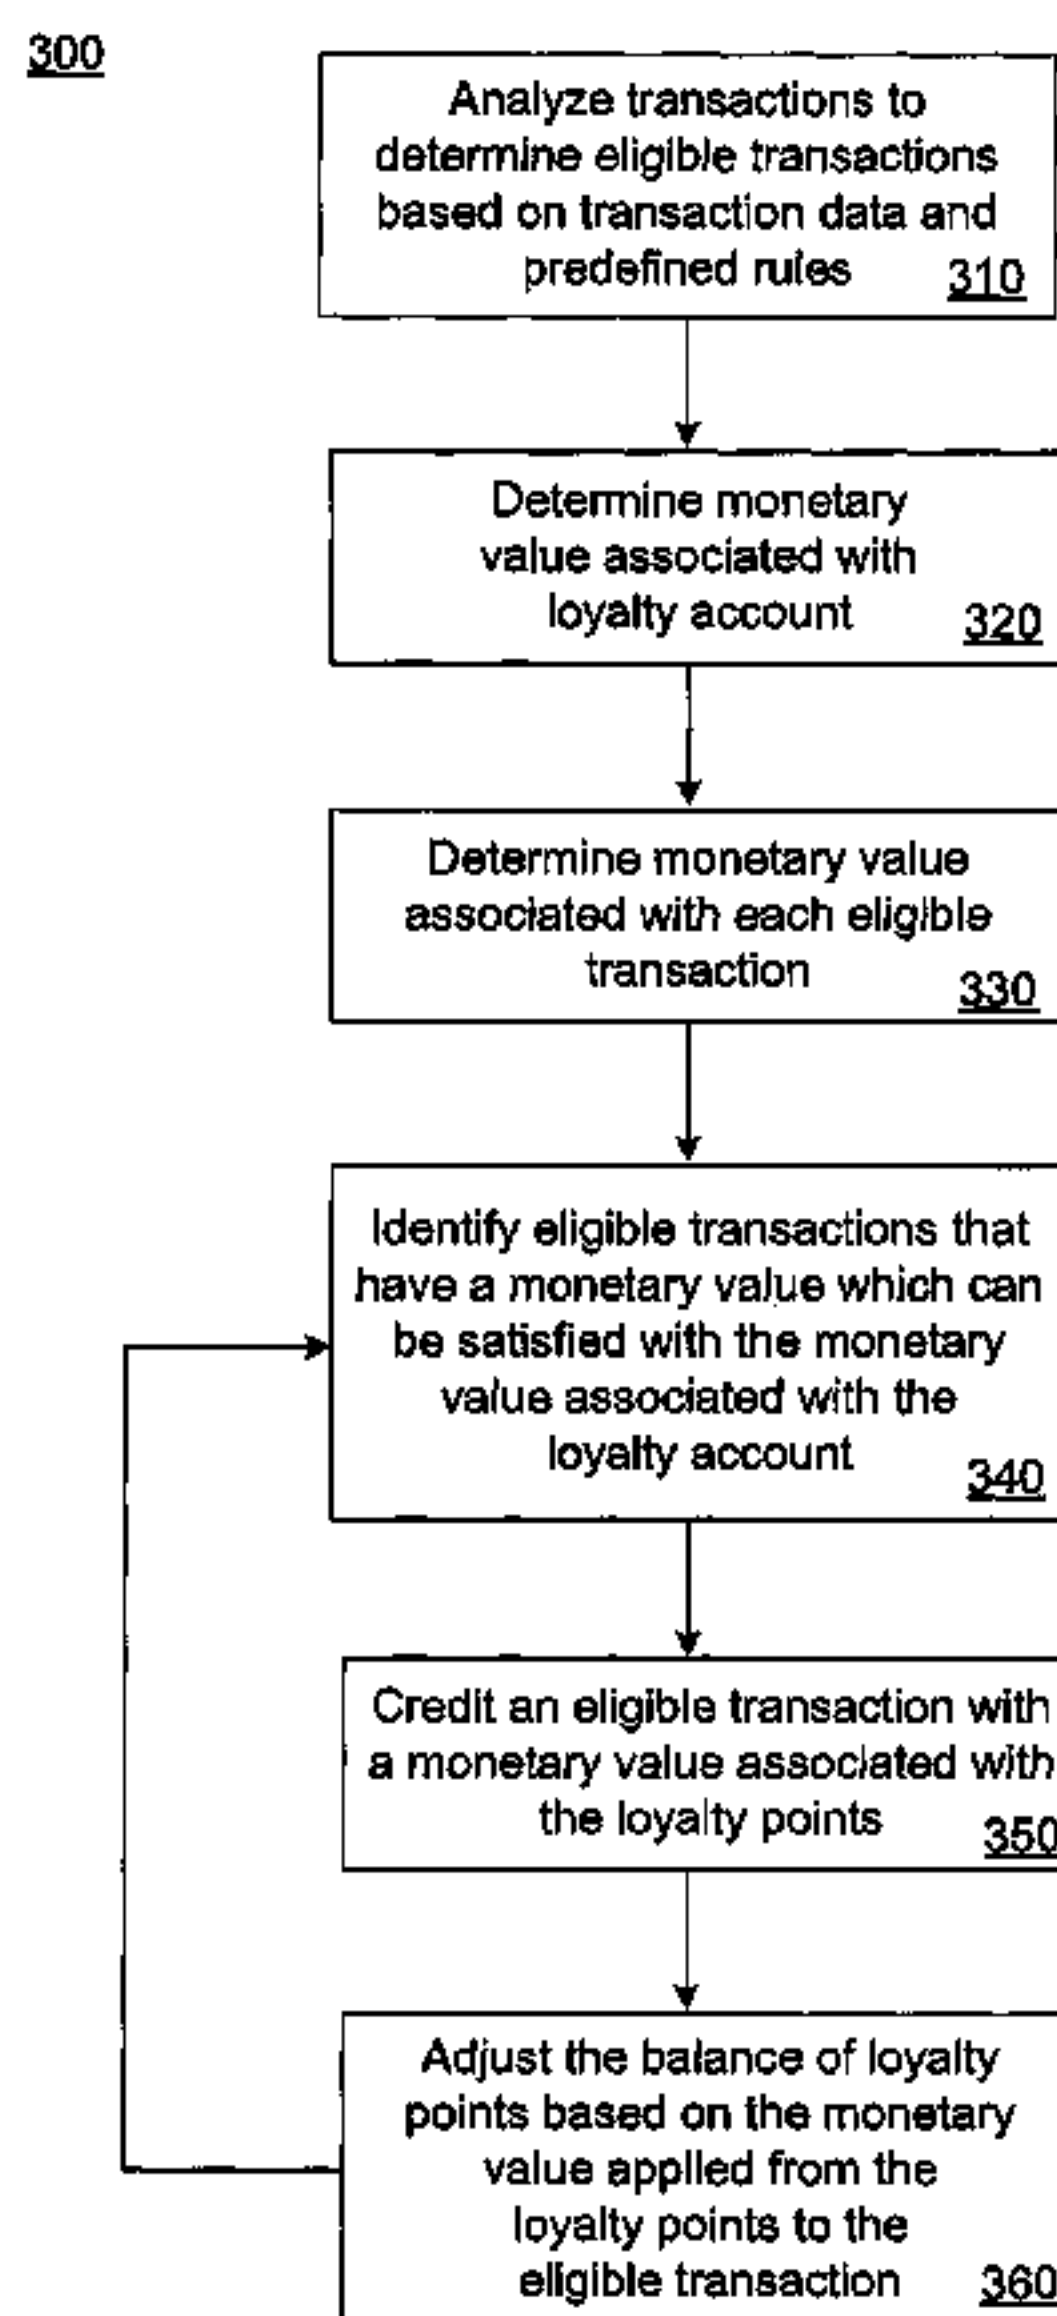 300
Analyze transactions to
determine eligible transactions
based on transaction data and
predefined rules
310
Determine monetary
value associated with
loyalty account
320
Determine monetary value
associated with each eligible
transaction
330
Identify eligible transactions that
have a monetary value which can
be satisfied with the monetary
value associated with the
loyalty account
340
Credit an eligible transaction with
a monetary value associated with
the loyalty points
350
Adjust the balance of loyalty
points based on the monetary
value applied from the
loyalty points to the
eligible transaction
360